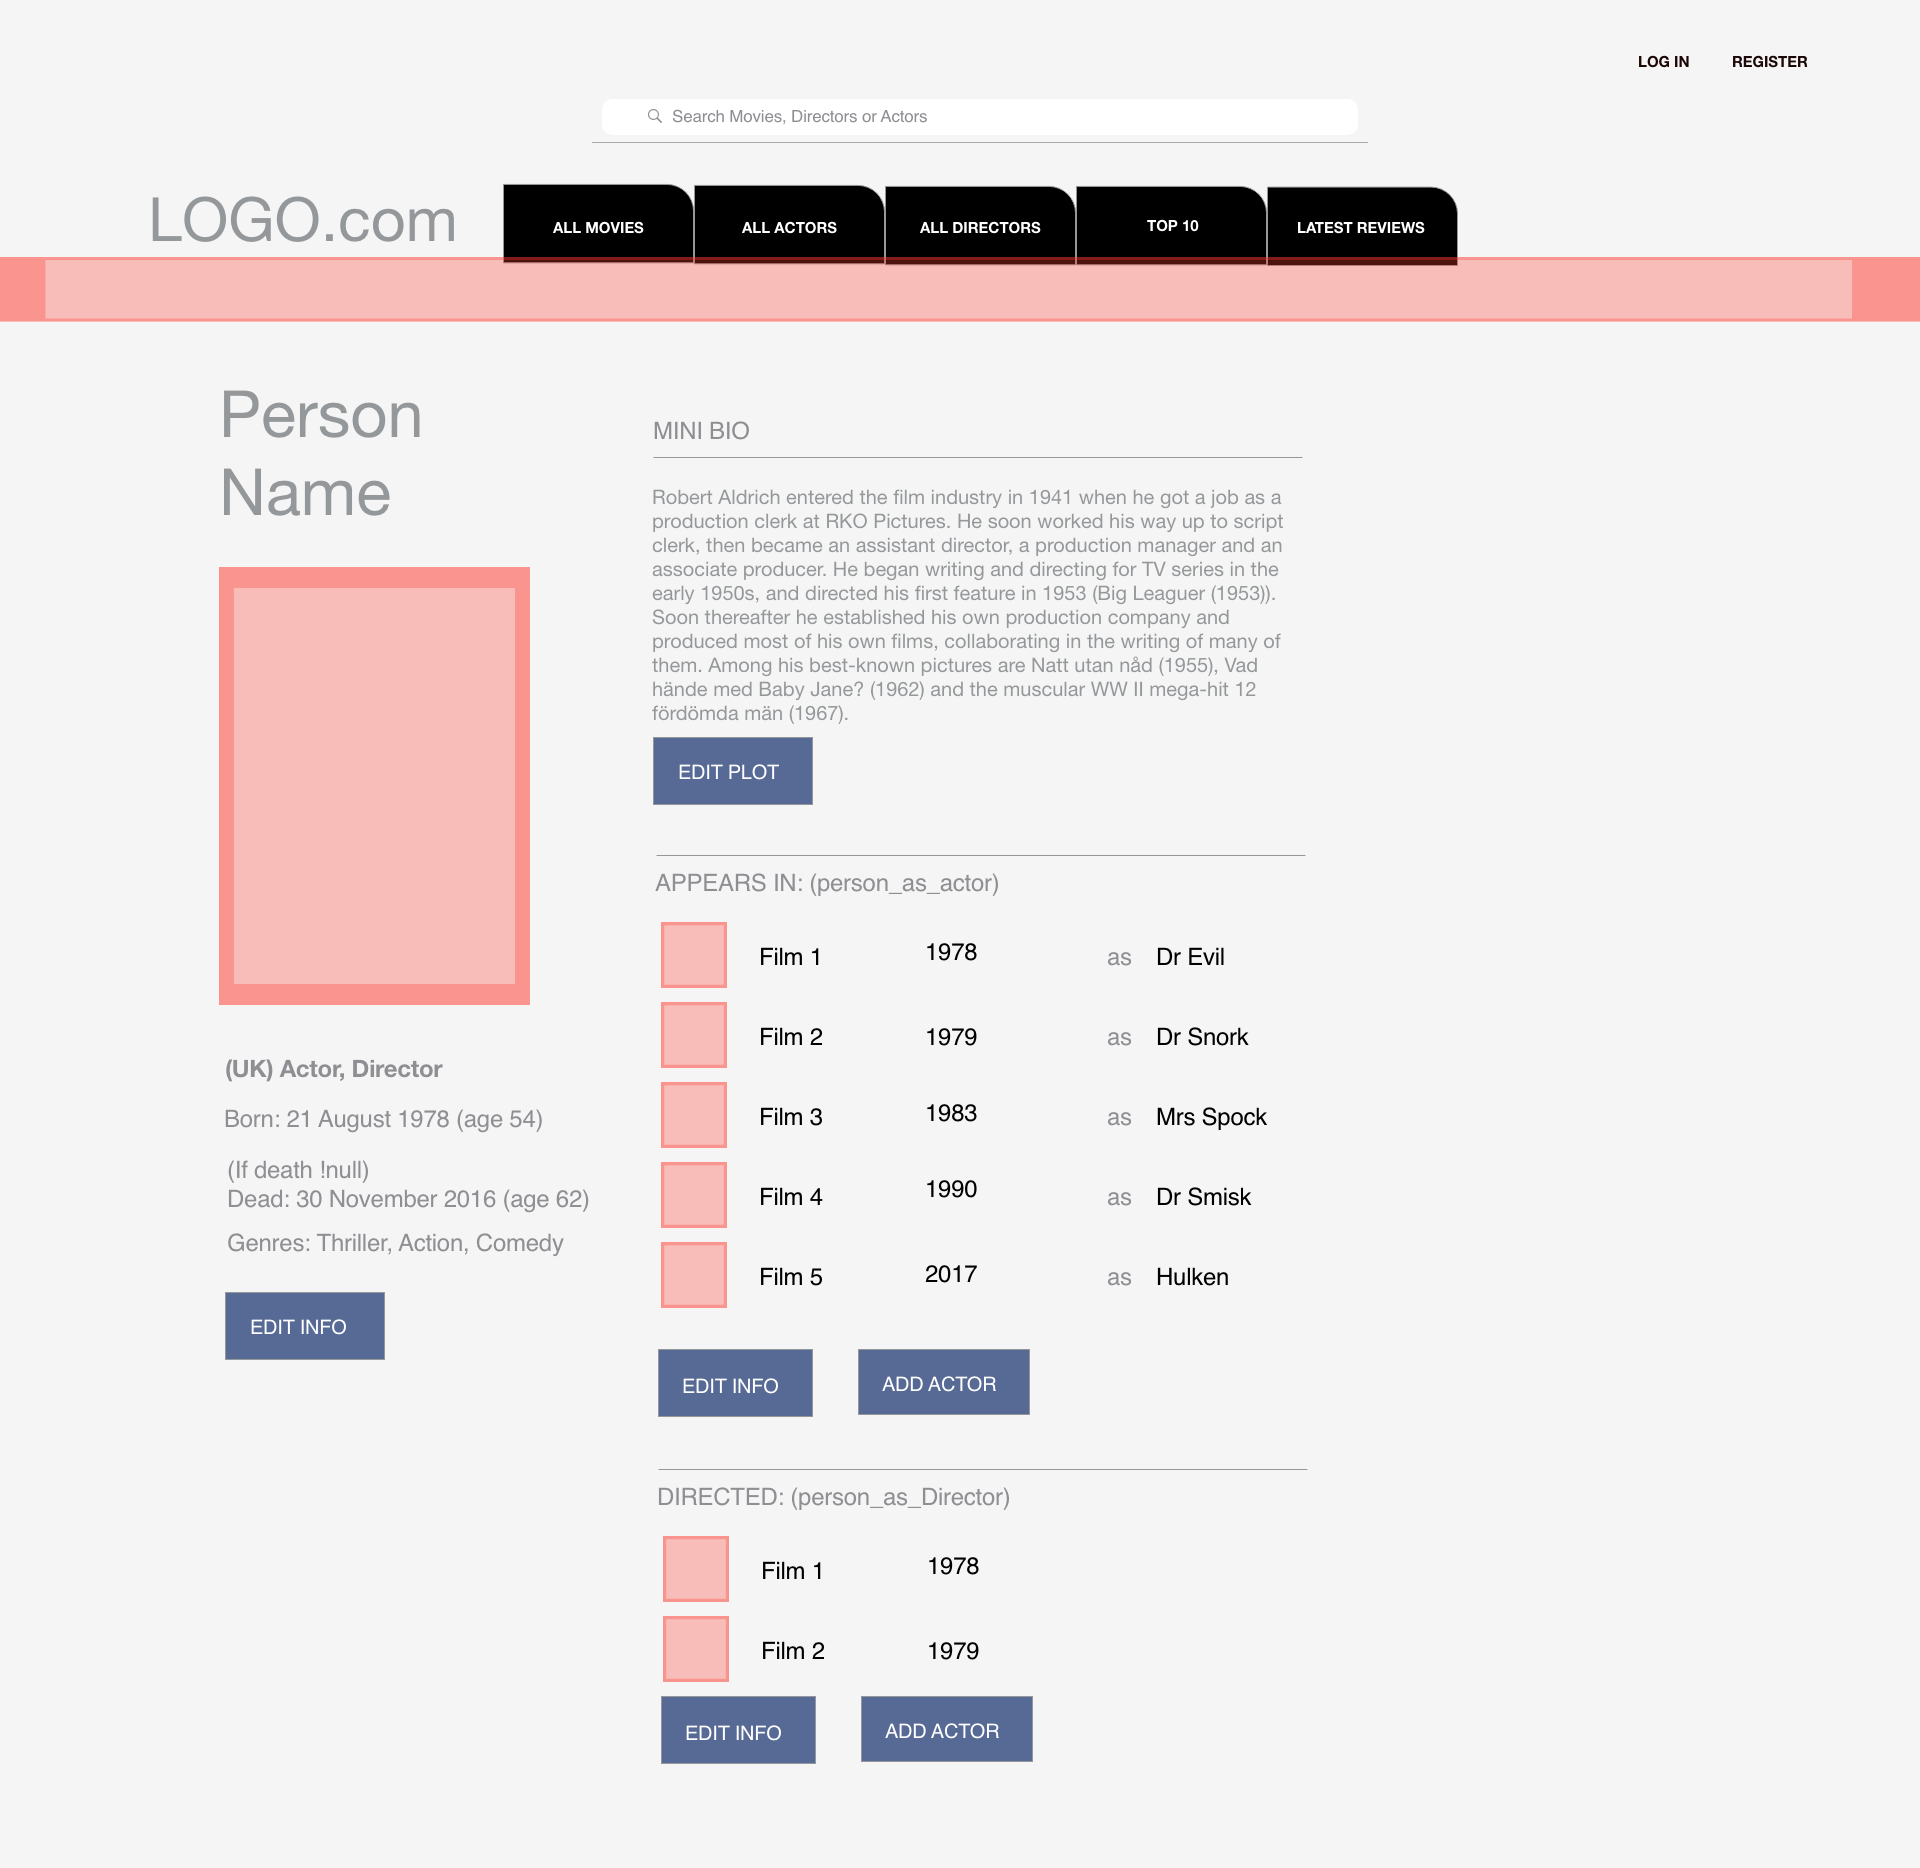 LOG IN REGISTER
Search Movies, Directors or Actors
LOGO.com
ALL MOVIES ALL ACTORS ALL DIRECTORS TOP 10 LATEST REVIEWS
Person
Name
(UK) Actor, Director
Born: 21 August 1978 (age 54)
(If death !null)
Dead: 30 November 2016 (age 62)
Genres: Thriller, Action, Comedy
EDIT INFO
MINI BIO
Robert Aldrich entered the film industry in 1941 when he got a job as a
production clerk at RKO Pictures. He soon worked his way up to script
clerk, then became an assistant director, a production manager and an
associate producer. He began writing and directing for TV series in the
early 1950s, and directed his first feature in 1953 (Big Leaguer (1953)).
Soon thereafter he established his own production company and
produced most of his own films, collaborating in the writing of many of
them. Among his best-known pictures are Natt utan nåd (1955), Vad
hände med Baby Jane? (1962) and the muscular WW II mega-hit 12
fördömda män (1967).
EDIT PLOT
APPEARS IN: (person_as_actor)
Film 1 1978 as Dr Evil
Film 2 1979 as Dr Snork
Film 3 1983 as Mrs Spock
Film 4 1990 as Dr Smisk
Film 5 2017 as Hulken
EDIT INFO ADD ACTOR
DIRECTED: (person_as_Director)
Film 1 1978
Film 2 1979
EDIT INFO ADD ACTOR